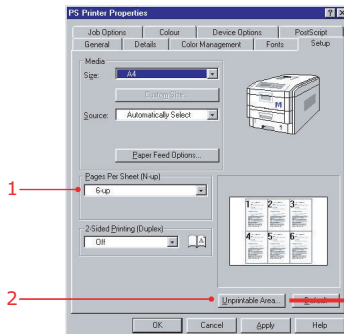 PS Printer Properties
Job Options Colour Device Options PostScript
General Details Color Management Fonts Setup
Media
Size: A4
Custom Size...
Source: Automatically Select
Paper Feed Options...
M
1
Pages Per Sheet (N-up)
6-up
1 2 3
2-Sided Printing (Duplex)
4 5 6
Off
A
2
Unprintable Area... Default
OK Cancel Apply Help